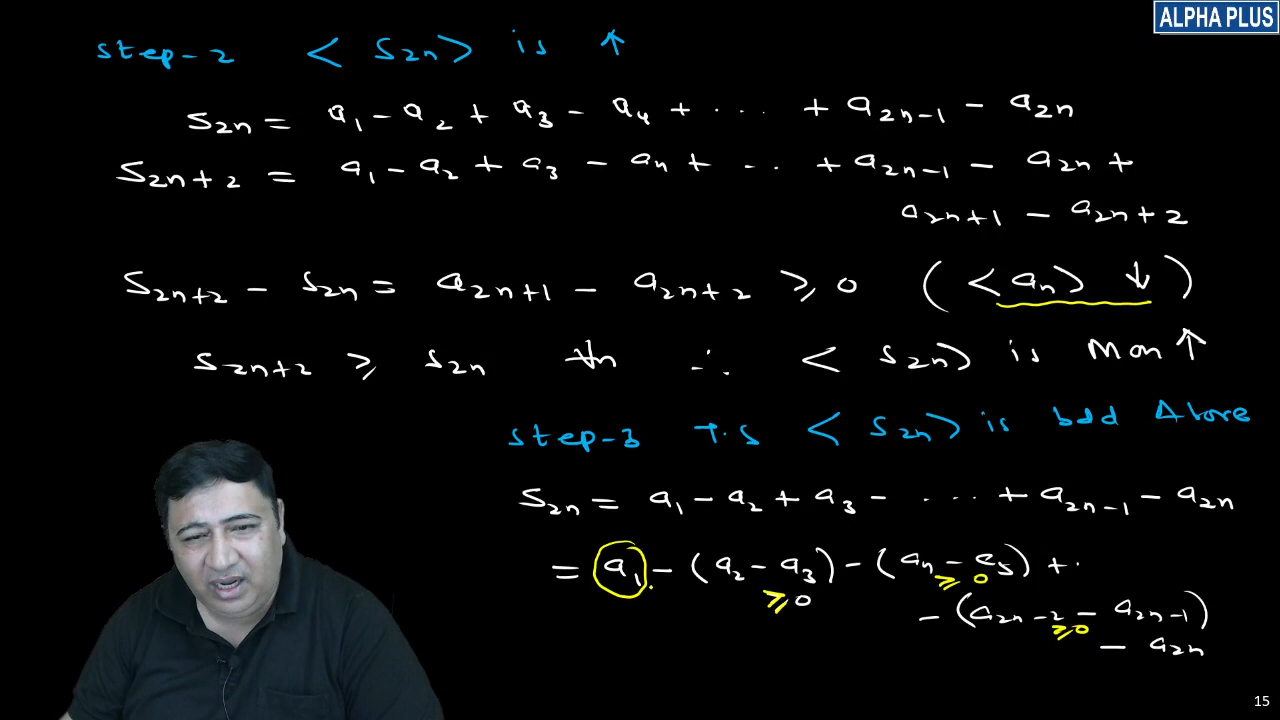 ALPHA PLUS
step-2 < S₂ₙ > is ↑
S₂ₙ = a₁ - a₂ + a₃ - a₄ + ... + a₂ₙ₋₁ - a₂ₙ
S₂ₙ₊₂ = a₁ - a₂ + a₃ - a₄ + ... + a₂ₙ₋₁ - a₂ₙ +
a₂ₙ₊₁ - a₂ₙ₊₂
S₂ₙ₊₂ - S₂ₙ = a₂ₙ₊₁ - a₂ₙ₊₂ ⩾ 0 ( < aₙ > ↓ )
S₂ₙ₊₂ ⩾ S₂ₙ ∀n ∴ < S₂ₙ > is Mon ↑
step-3 T.S < S₂ₙ > is bdd Above
S₂ₙ = a₁ - a₂ + a₃ - .... + a₂ₙ₋₁ - a₂ₙ
= a₁ - (a₂ - a₃) - (a₄ - a₅) + ..
⩾ 0 ⩾ 0
- (a₂ₙ₋₂ - a₂ₙ₋₁)
⩾ 0
- a₂ₙ
15